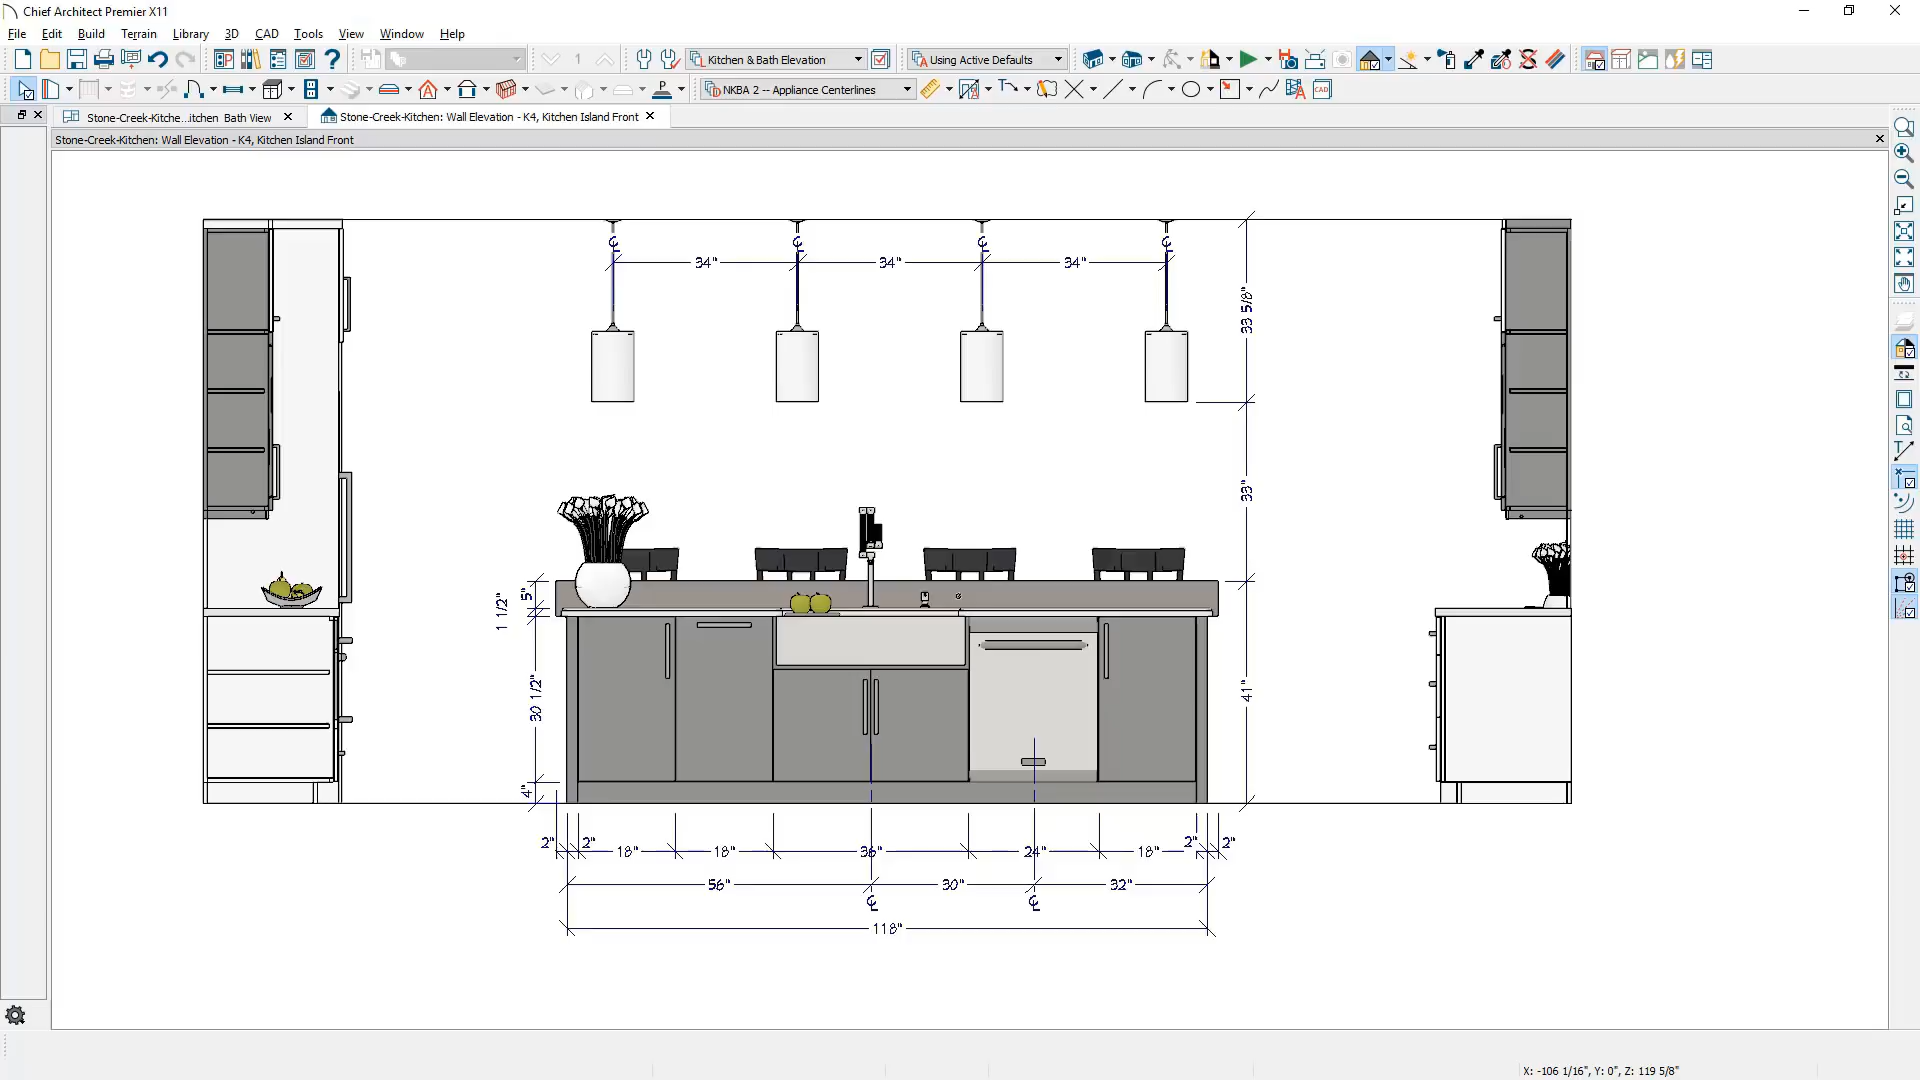 Chief Architect Premier X11
File Edit Build Terrain Library 3D CAD Tools View Window Help
1 Kitchen & Bath Elevation Using Active Defaults
NKBA 2 -- Appliance Centerlines CAD
Stone-Creek-Kitche...itchen Bath View Stone-Creek-Kitchen: Wall Elevation - K4, Kitchen Island Front
Stone-Creek-Kitchen: Wall Elevation - K4, Kitchen Island Front
34" 34" 34"
33 5/8"
33"
5"
1 1/2"
30 1/2"
41"
4"
2" 2" 18" 18" 36" 24" 18" 2" 2"
56" 30" 32"
118"
X: -106 1/16", Y: 0", Z: 119 5/8"